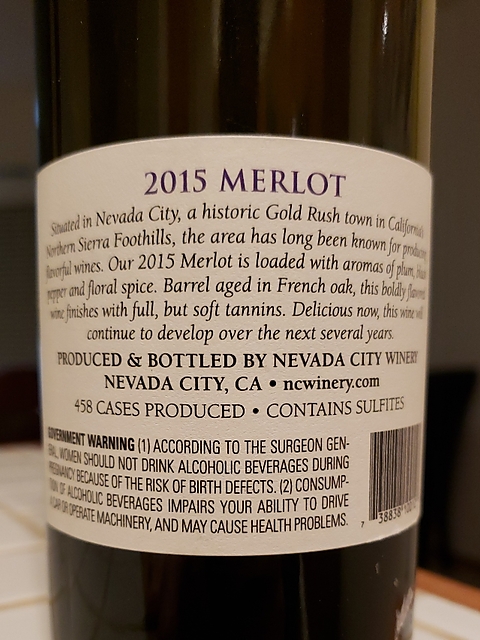 2015 MERLOT
Situated in Nevada City, a historic Gold Rush town in California's
Northern Sierra Foothills, the area has long been known for producing
flavorful wines. Our 2015 Merlot is loaded with aromas of plum, black
pepper and floral spice. Barrel aged in French oak, this boldly flavored
wine finishes with full, but soft tannins. Delicious now, this wine will
continue to develop over the next several years.
PRODUCED & BOTTLED BY NEVADA CITY WINERY
NEVADA CITY, CA • ncwinery.com
458 CASES PRODUCED • CONTAINS SULFITES
GOVERNMENT WARNING (1) ACCORDING TO THE SURGEON GEN-
ERAL, WOMEN SHOULD NOT DRINK ALCOHOLIC BEVERAGES DURING
PREGNANCY BECAUSE OF THE RISK OF BIRTH DEFECTS. (2) CONSUMP-
TION OF ALCOHOLIC BEVERAGES IMPAIRS YOUR ABILITY TO DRIVE
A CAR OR OPERATE MACHINERY, AND MAY CAUSE HEALTH PROBLEMS.